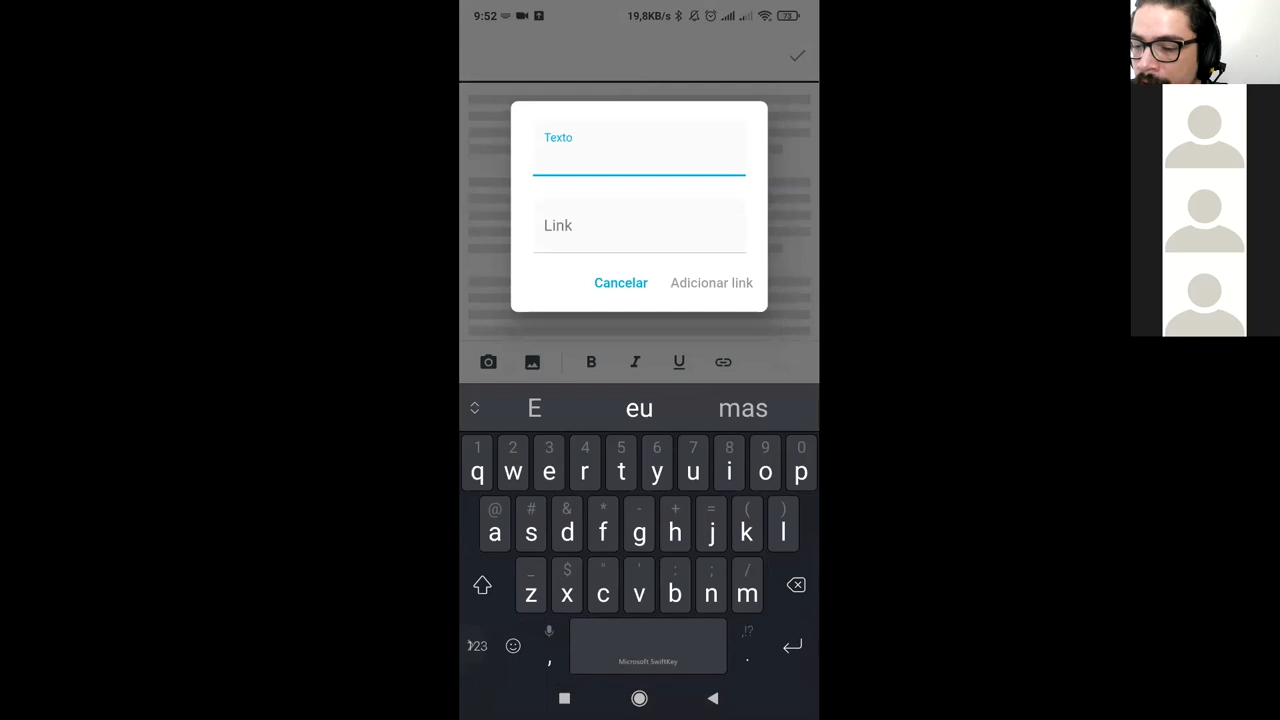 9:52 19,8KB/s 73
Texto
Link
Cancelar Adicionar link
B I U
E eu mas
1 2 3 4 5 6 7 8 9 0
q w e r t y u i o p
@ # & * - + = ( )
a s d f g h j k l
_ $ " ' : ; /
z x c v b n m
123 , Microsoft SwiftKey ,!? .